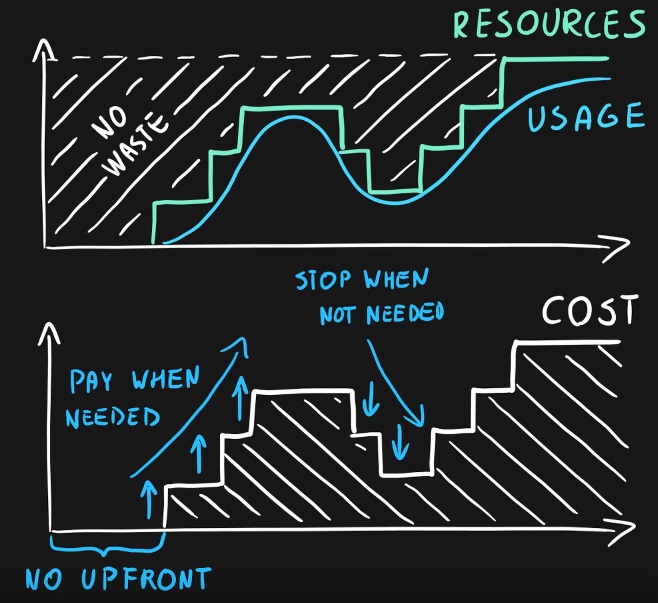 RESOURCES
NO
WASTE
USAGE
STOP WHEN
NOT NEEDED
COST
PAY WHEN
NEEDED
NO UPFRONT